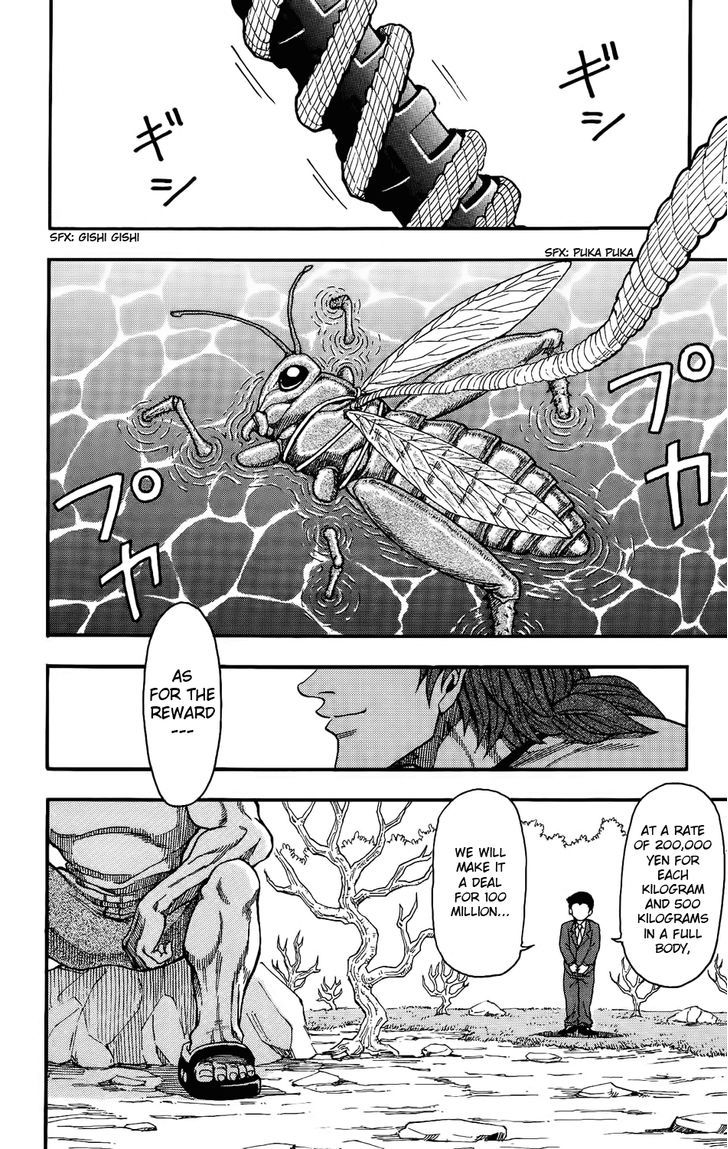 ギシ
ギシ
SFX: GISHI GISHI
SFX: PUKA PUKA
プカ
プカ
AS
FOR THE
REWARD
---
AT A RATE
OF 200,000
YEN FOR
EACH
KILOGRAM
AND 500
KILOGRAMS
IN A FULL
BODY,
WE WILL
MAKE IT
A DEAL
FOR 100
MILLION...